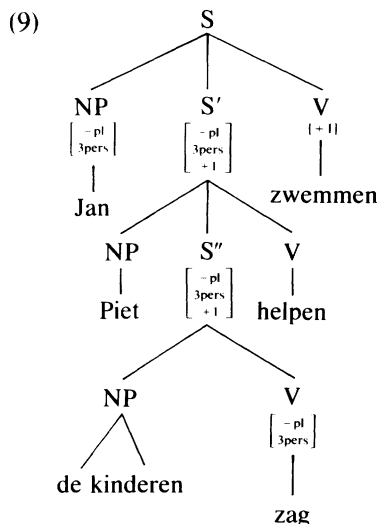 (9)
S
NP S′ V
[- pl 3pers] [- pl 3pers + 1] [+ 1]
Jan zwemmen
NP S″ V
Piet [- pl 3pers + 1] helpen
NP V
de kinderen [- pl 3pers]
zag